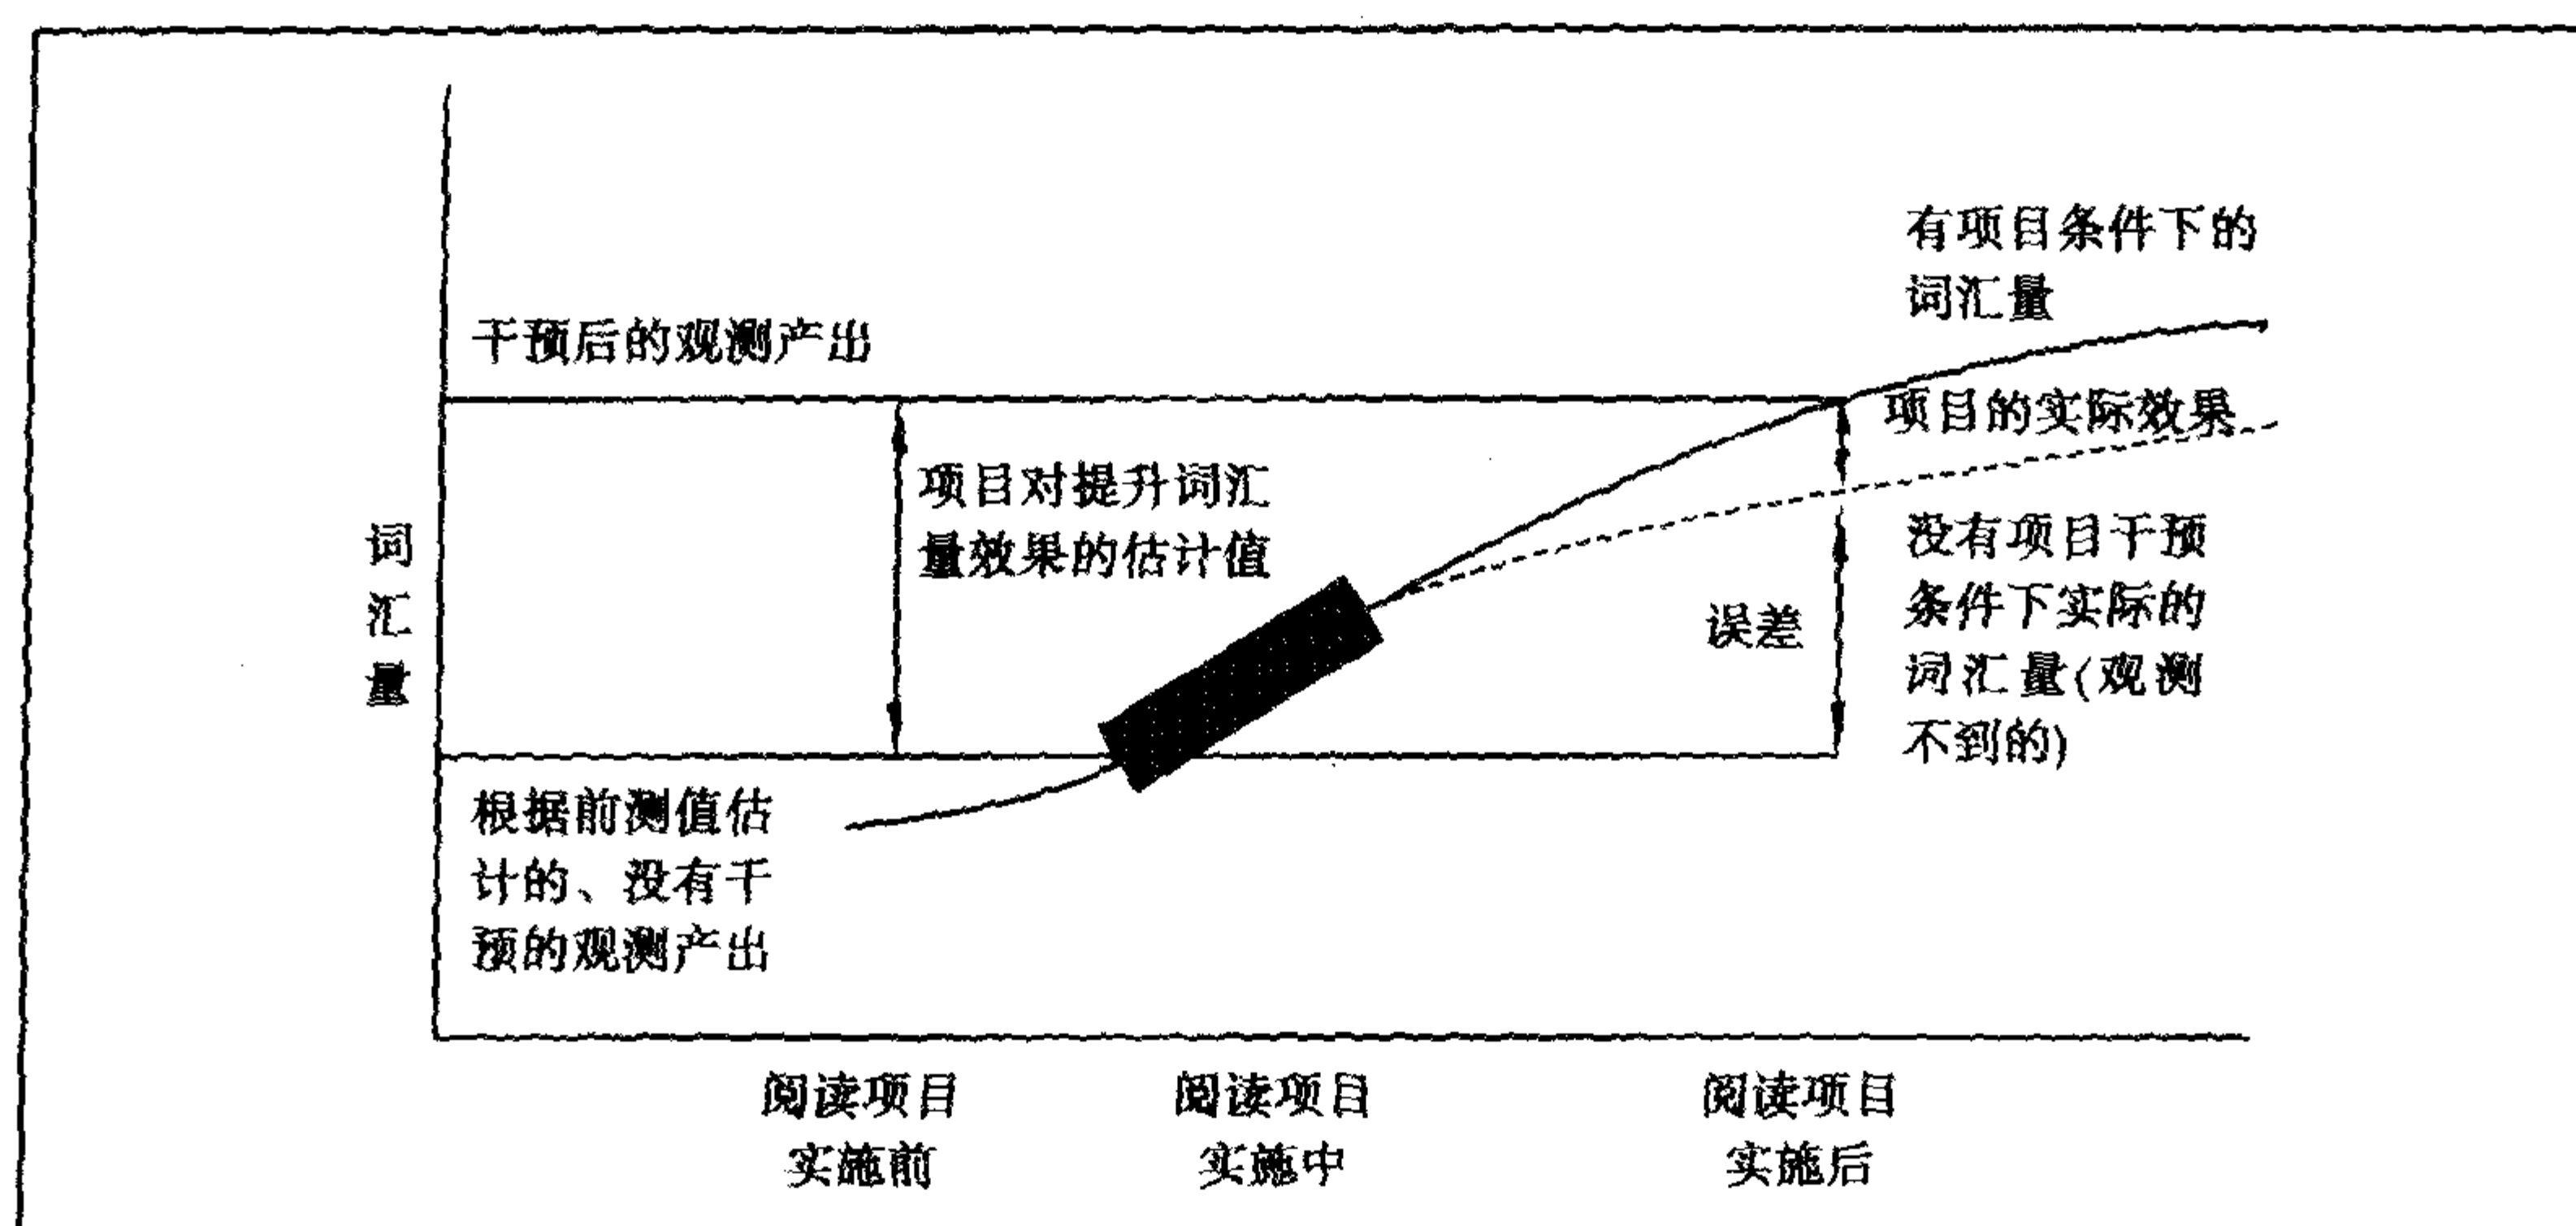 有项目条件下的
词汇量
干预后的观测产出
项目的实际效果
项目对提升词汇
量效果的估计值
词
汇
量
没有项目干预
条件下实际的
词汇量(观测
不到的)
误差
根据前测值估
计的、没有干
预的观测产出
阅读项目
实施前
阅读项目
实施中
阅读项目
实施后